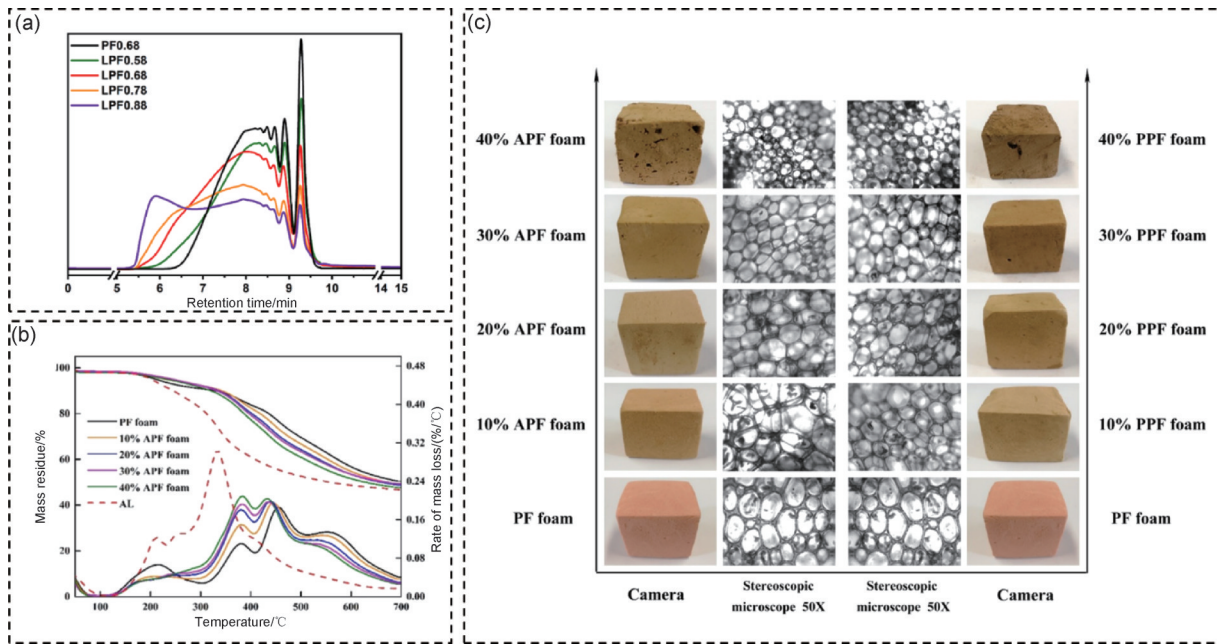 (a)
PF0.68
LPF0.58
LPF0.68
LPF0.78
LPF0.88
0 5 6 7 8 9 10 14 15
Retention time/min
(b)
100
80
60
40
20
0
Mass residue/%
PF foam
10% APF foam
20% APF foam
30% APF foam
40% APF foam
AL
0.48
0.40
0.32
0.24
0.16
0.08
0.00
Rate of mass loss/(%/℃)
100 200 300 400 500 600 700
Temperature/℃
(c)
40% APF foam
40% PPF foam
30% APF foam
30% PPF foam
20% APF foam
20% PPF foam
10% APF foam
10% PPF foam
PF foam
PF foam
Camera
Stereoscopic
microscope 50X
Stereoscopic
microscope 50X
Camera